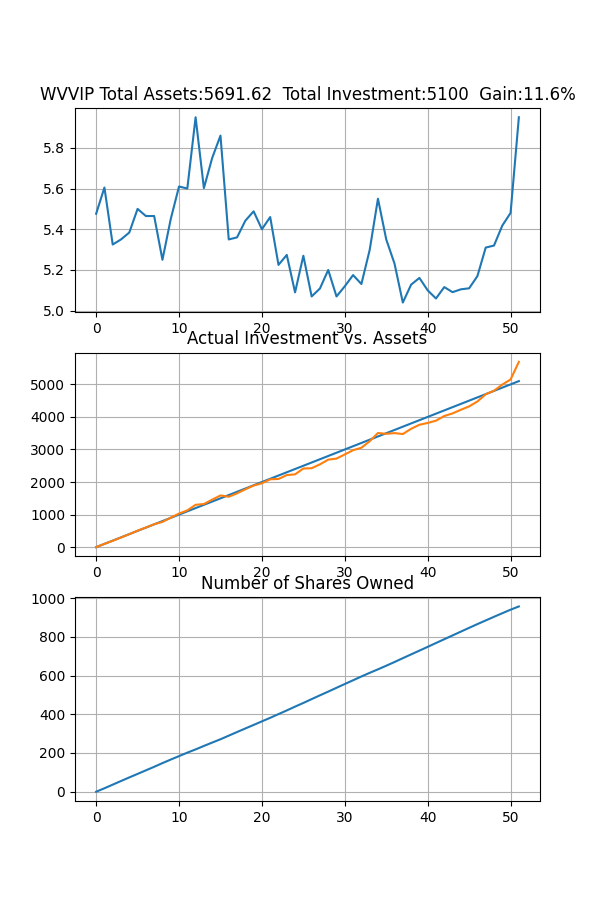 WVVIP Total Assets:5691.62  Total Investment:5100  Gain:11.6%
5.8
5.6
5.4
5.2
5.0
0 10 20 30 40 50
Actual Investment vs. Assets
5000
4000
3000
2000
1000
0
0 10 20 30 40 50
Number of Shares Owned
1000
800
600
400
200
0
0 10 20 30 40 50